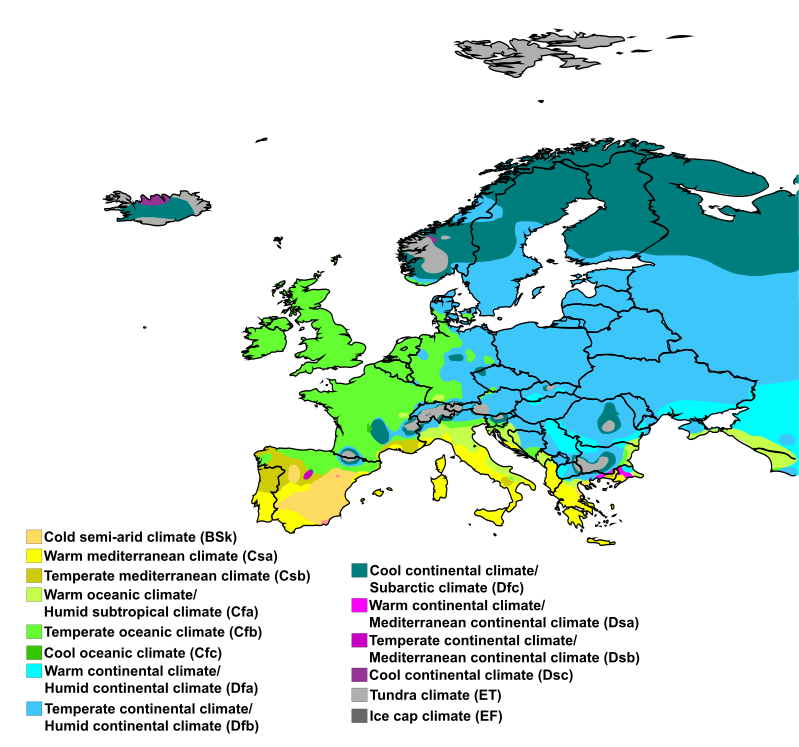 Cold semi-arid climate (BSk)
Warm mediterranean climate (Csa)
Temperate mediterranean climate (Csb)
Warm oceanic climate/
Humid subtropical climate (Cfa)
Temperate oceanic climate (Cfb)
Cool oceanic climate (Cfc)
Warm continental climate/
Humid continental climate (Dfa)
Temperate continental climate/
Humid continental climate (Dfb)
Cool continental climate/
Subarctic climate (Dfc)
Warm continental climate/
Mediterranean continental climate (Dsa)
Temperate continental climate/
Mediterranean continental climate (Dsb)
Cool continental climate (Dsc)
Tundra climate (ET)
Ice cap climate (EF)